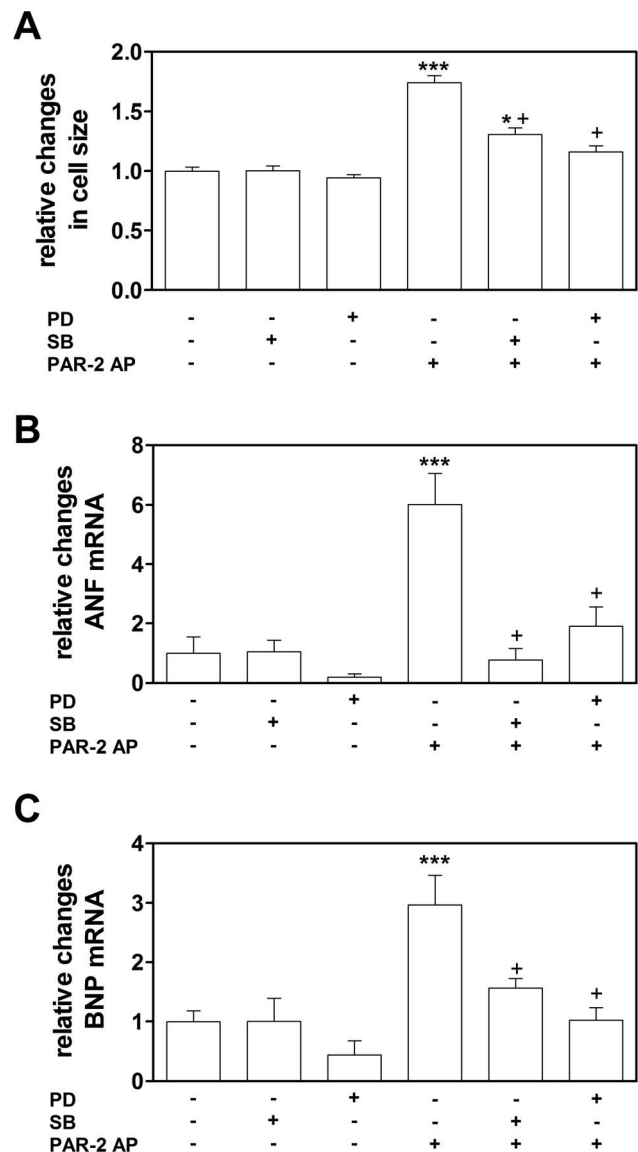 A
relative changes
in cell size
2.0
1.5
1.0
0.5
0.0
***
* +
+
PD - - + - - +
SB - + - - + -
PAR-2 AP - - - + + +
B
relative changes
ANF mRNA
8
6
4
2
0
***
+
+
PD - - + - - +
SB - + - - + -
PAR-2 AP - - - + + +
C
relative changes
BNP mRNA
4
3
2
1
0
***
+
+
PD - - + - - +
SB - + - - + -
PAR-2 AP - - - + + +